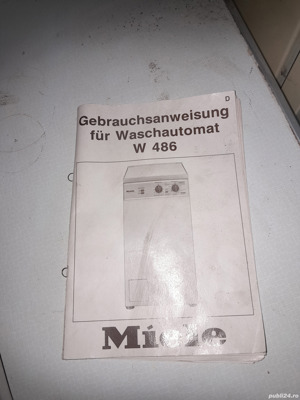 D
Gebrauchsanweisung
für Waschautomat
W 486
Miele
publi24.ro